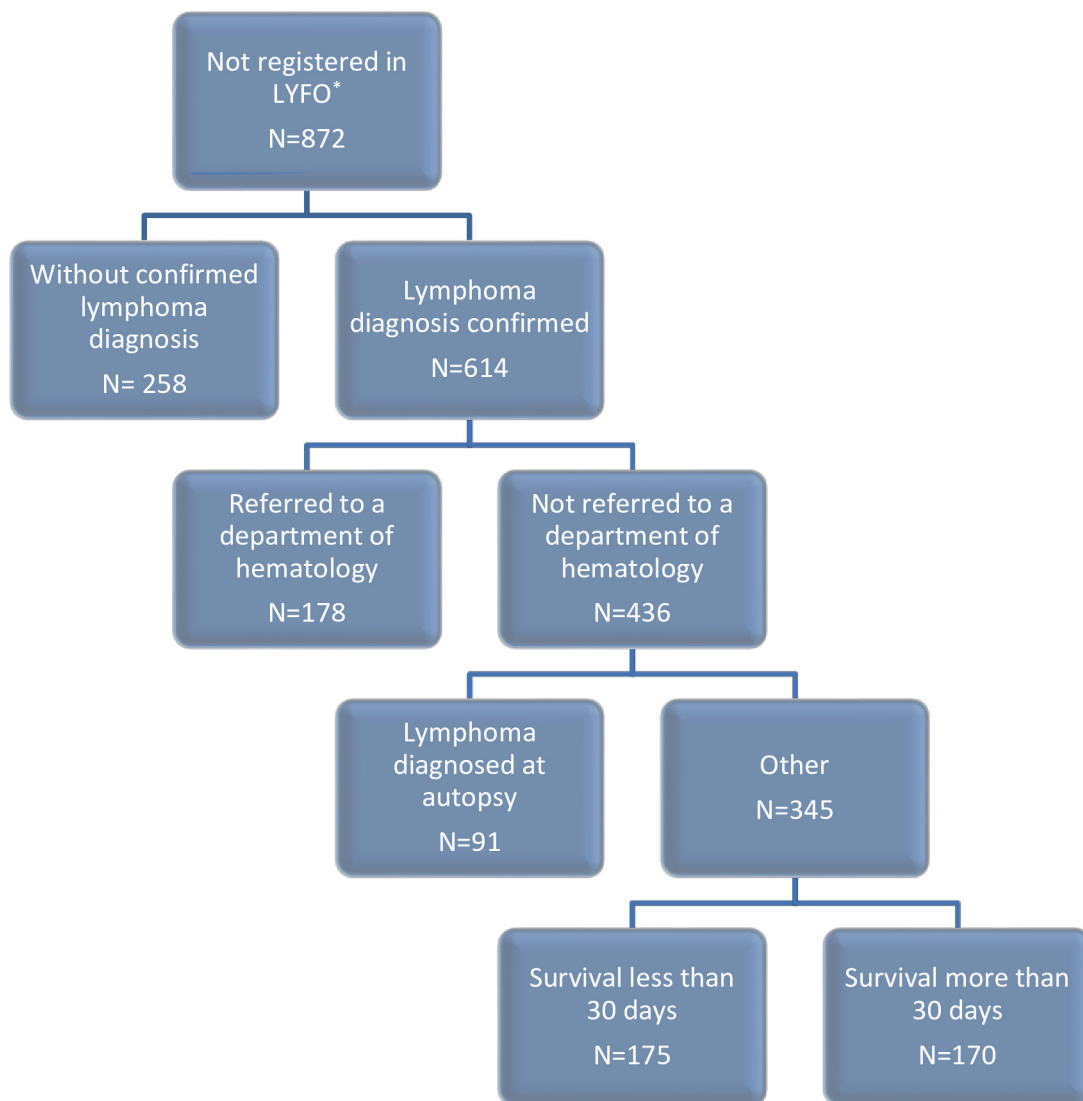 Not registered in
LYFO*
N=872
Without confirmed
lymphoma
diagnosis
N= 258
Lymphoma
diagnosis confirmed
N=614
Referred to a
department of
hematology
N=178
Not referred to a
department of
hematology
N=436
Lymphoma
diagnosed at
autopsy
N=91
Other
N=345
Survival less than
30 days
N=175
Survival more than
30 days
N=170